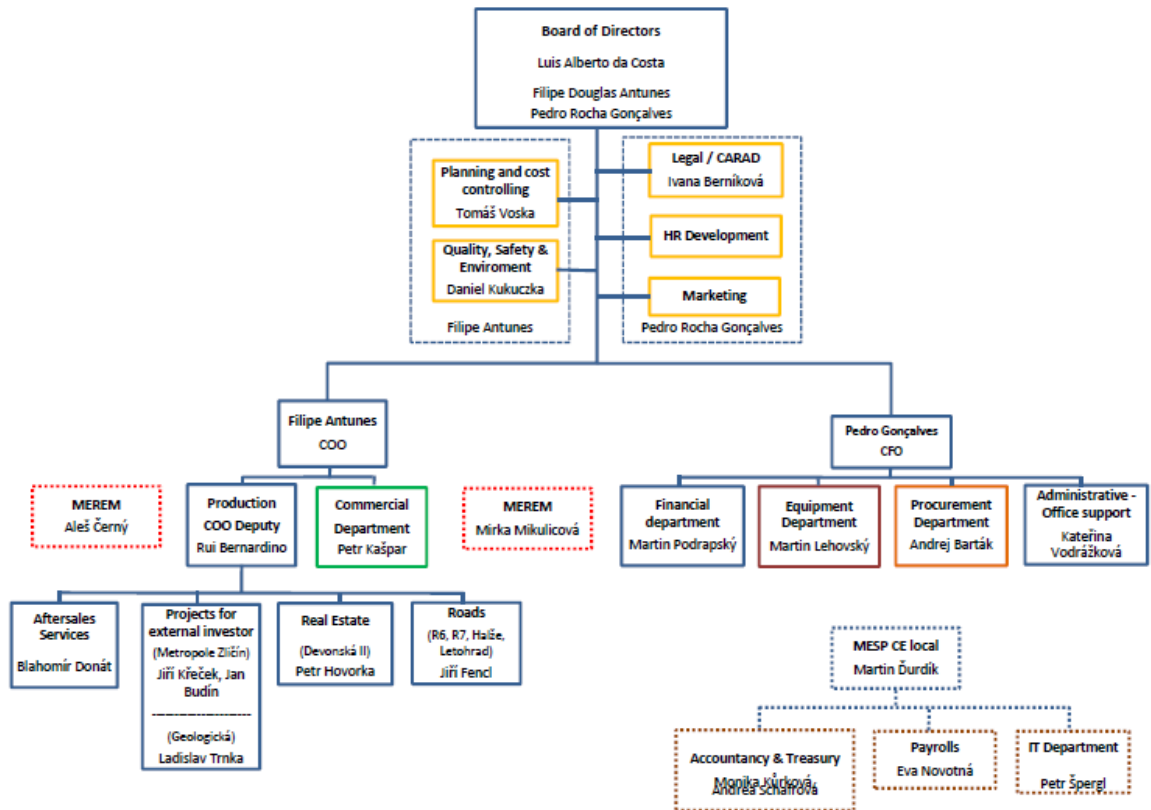 Board of Directors
Luis Alberto da Costa
Filipe Douglas Antunes
Pedro Rocha Gonçalves
Planning and cost
controlling
Tomáš Voska
Quality, Safety &
Enviroment
Daniel Kukuczka
Filipe Antunes
Legal / CARAD
Ivana Berníková
HR Development
Marketing
Pedro Rocha Gonçalves
Filipe Antunes
COO
Pedro Gonçalves
CFO
MEREM
Aleš Černý
Production
COO Deputy
Rui Bernardino
Commercial
Department
Petr Kašpar
MEREM
Mirka Mikulicová
Financial
department
Martin Podrapský
Equipment
Department
Martin Lehovský
Procurement
Department
Andrej Barták
Administrative -
Office support
Kateřina
Vodrážková
Aftersales
Services
Blahomír Donát
Projects for
external investor
(Metropole Zličín)
Jiří Křeček, Jan
Budín
----------------------
(Geologická)
Ladislav Trnka
Real Estate
(Devonská II)
Petr Hovorka
Roads
(R6, R7, Halže,
Letohrad)
Jiří Fencl
MESP CE local
Martin Ďurdík
Accountancy & Treasury
Monika Kůrková,
Andrea Schaffrová
Payrolls
Eva Novotná
IT Department
Petr Špergl